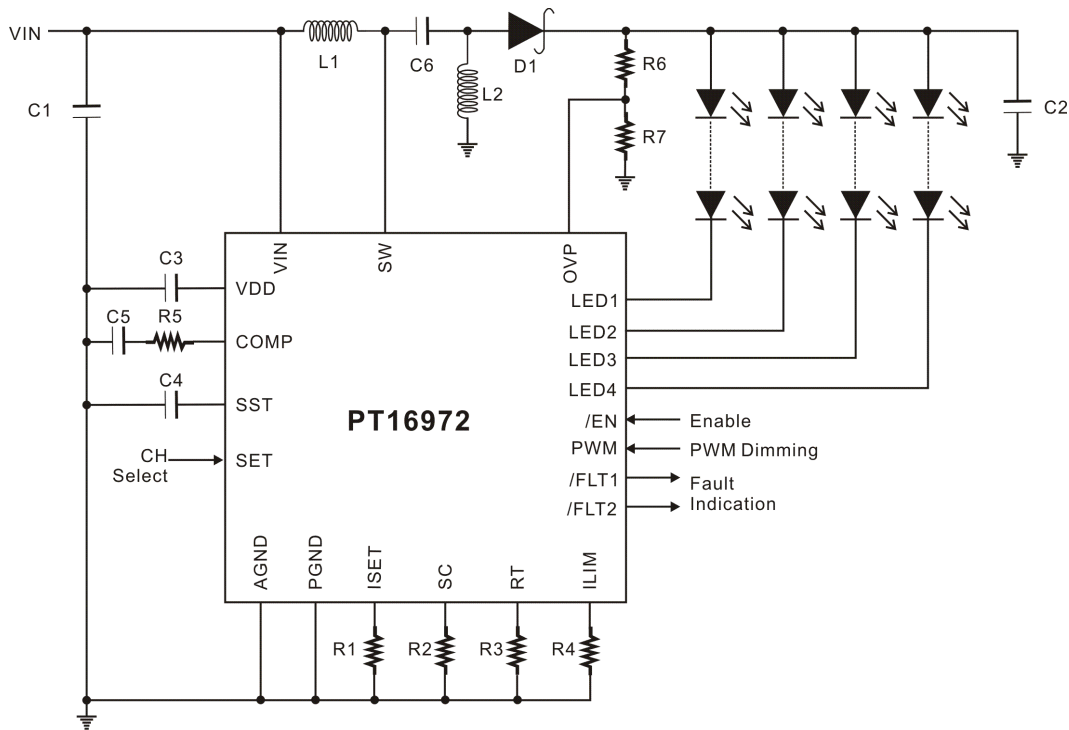 VIN
L1
C6
D1
L2
R6
R7
C1
C2
VIN
SW
OVP
C3
VDD
C5
R5
COMP
C4
SST
CH
Select
SET
PT16972
LED1
LED2
LED3
LED4
/EN
Enable
PWM
PWM Dimming
/FLT1
/FLT2
Fault
Indication
AGND
PGND
ISET
SC
RT
ILIM
R1
R2
R3
R4